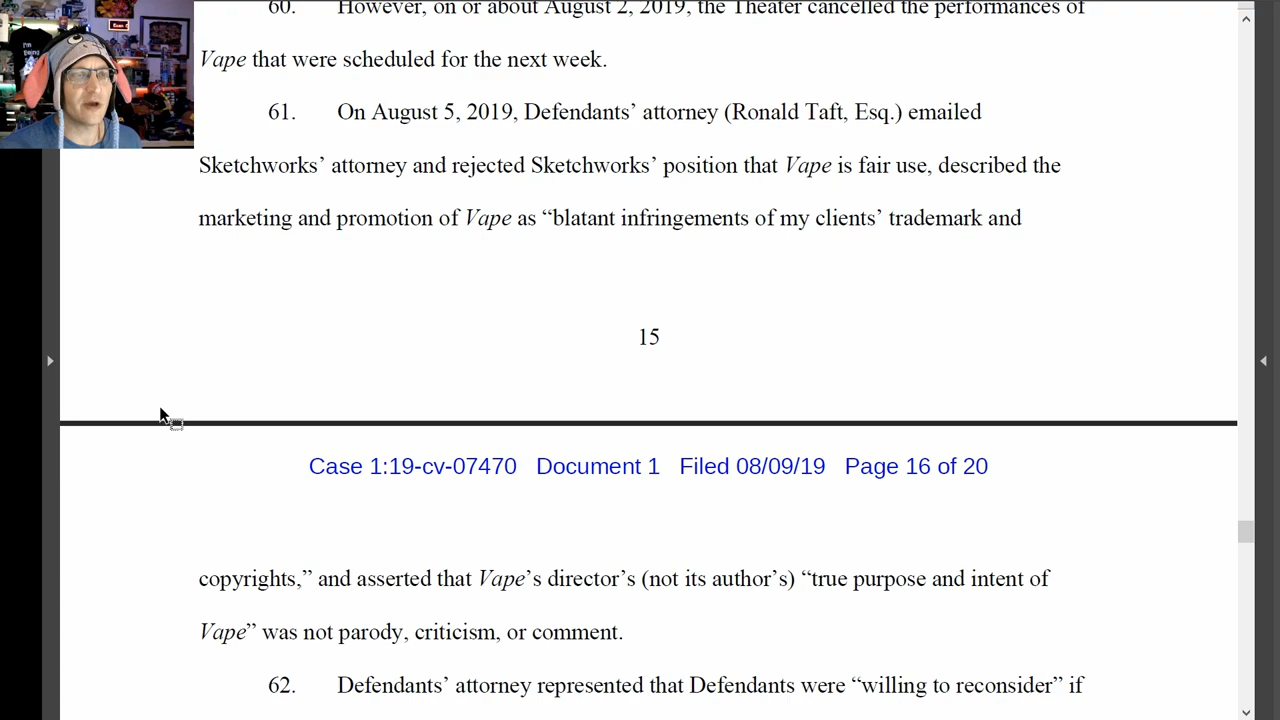 60. However, on or about August 2, 2019, the Theater cancelled the performances of
Vape that were scheduled for the next week.
61. On August 5, 2019, Defendants’ attorney (Ronald Taft, Esq.) emailed
Sketchworks’ attorney and rejected Sketchworks’ position that Vape is fair use, described the
marketing and promotion of Vape as “blatant infringements of my clients’ trademark and
15
Case 1:19-cv-07470 Document 1 Filed 08/09/19 Page 16 of 20
copyrights,” and asserted that Vape’s director’s (not its author’s) “true purpose and intent of
Vape” was not parody, criticism, or comment.
62. Defendants’ attorney represented that Defendants were “willing to reconsider” if